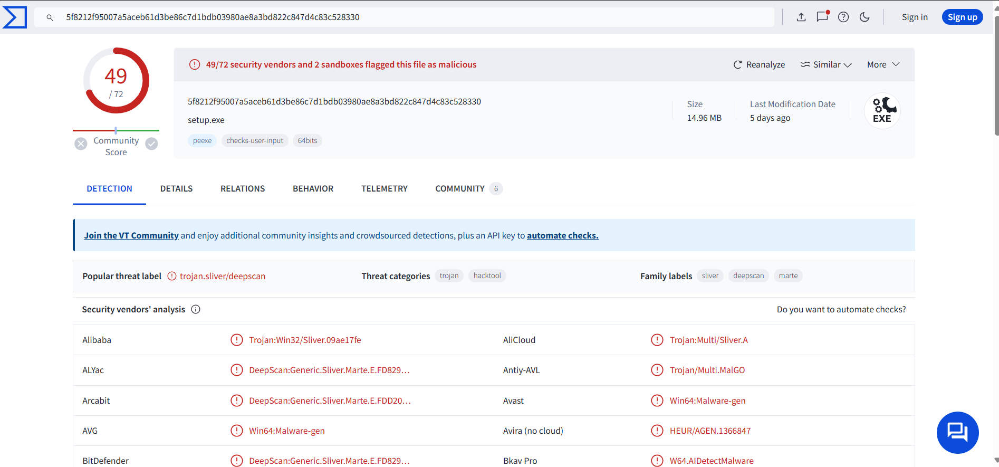 5f8212f95007a5aceb61d3be86c7d1bdb03980ae8a3bd822c847d4c83c528330
Sign in
Sign up
49
/ 72
Community
Score
49/72 security vendors and 2 sandboxes flagged this file as malicious
Reanalyze
Similar
More
5f8212f95007a5aceb61d3be86c7d1bdb03980ae8a3bd822c847d4c83c528330
setup.exe
peexe
checks-user-input
64bits
Size
14.96 MB
Last Modification Date
5 days ago
EXE
DETECTION
DETAILS
RELATIONS
BEHAVIOR
TELEMETRY
COMMUNITY 6
Join the VT Community and enjoy additional community insights and crowdsourced detections, plus an API key to automate checks.
Popular threat label trojan.sliver/deepscan
Threat categories trojan hacktool
Family labels sliver deepscan marte
Security vendors' analysis
Do you want to automate checks?
Alibaba Trojan:Win32/Sliver.09ae17fe AliCloud Trojan:Multi/Sliver.A
ALYac DeepScan:Generic.Sliver.Marte.E.FD829… Antiy-AVL Trojan/Multi.MalGO
Arcabit DeepScan:Generic.Sliver.Marte.E.FDD20… Avast Win64:Malware-gen
AVG Win64:Malware-gen Avira (no cloud) HEUR/AGEN.1366847
BitDefender DeepScan:Generic.Sliver.Marte.E.FD829… Bkav Pro W64.AIDetectMalware